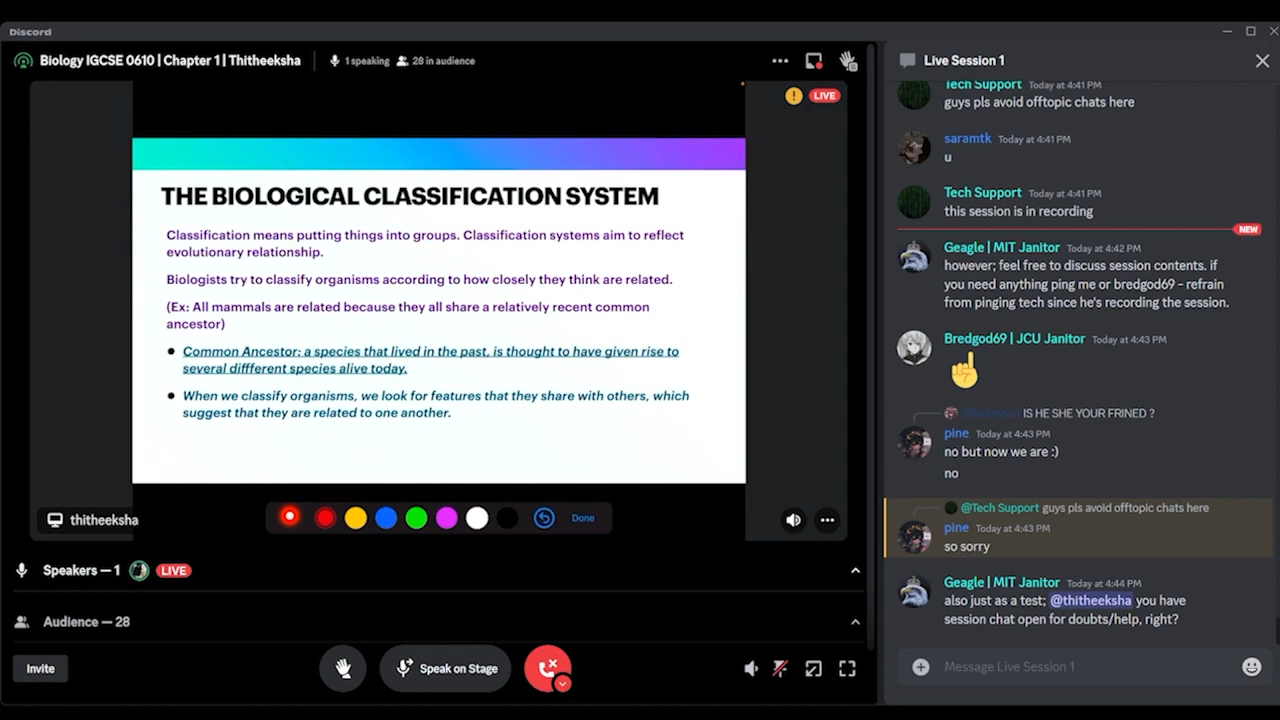 Discord
Biology IGCSE 0610 | Chapter 1 | Thitheeksha
1 speaking
28 in audience
LIVE
THE BIOLOGICAL CLASSIFICATION SYSTEM
Classification means putting things into groups. Classification systems aim to reflect
evolutionary relationship.
Biologists try to classify organisms according to how closely they think are related.
(Ex: All mammals are related because they all share a relatively recent common
ancestor)
Common Ancestor: a species that lived in the past, is thought to have given rise to
several diffferent species alive today.
When we classify organisms, we look for features that they share with others, which
suggest that they are related to one another.
thitheeksha
Done
Speakers — 1
LIVE
Audience — 28
Invite
Speak on Stage
Live Session 1
Tech Support Today at 4:41 PM
guys pls avoid offtopic chats here
saramtk Today at 4:41 PM
u
Tech Support Today at 4:41 PM
this session is in recording
NEW
Geagle | MIT Janitor Today at 4:42 PM
however; feel free to discuss session contents. if
you need anything ping me or bredgod69 - refrain
from pinging tech since he's recording the session.
Bredgod69 | JCU Janitor Today at 4:43 PM
IS HE SHE YOUR FRINED ?
pine Today at 4:43 PM
no but now we are :)
no
@Tech Support guys pls avoid offtopic chats here
pine Today at 4:43 PM
so sorry
Geagle | MIT Janitor Today at 4:44 PM
also just as a test; @thitheeksha you have
session chat open for doubts/help, right?
Message Live Session 1